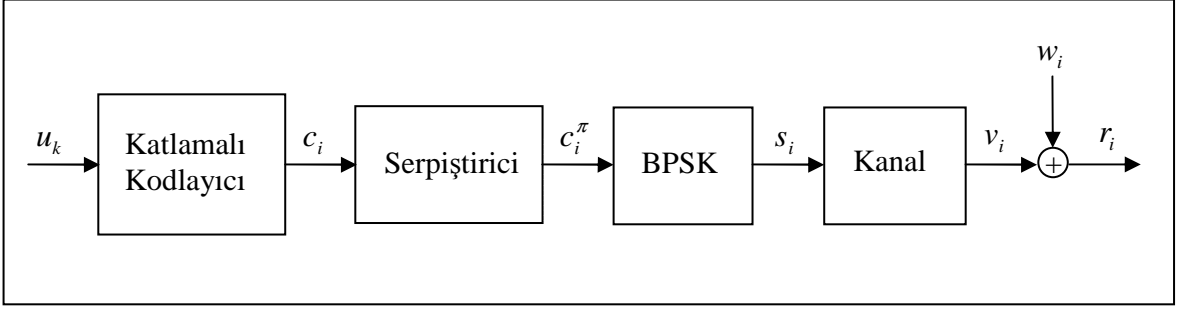 w_i
u_k
Katlamalı
Kodlayıcı
c_i
Serpiştirici
c_i^π
BPSK
s_i
Kanal
v_i
+
r_i